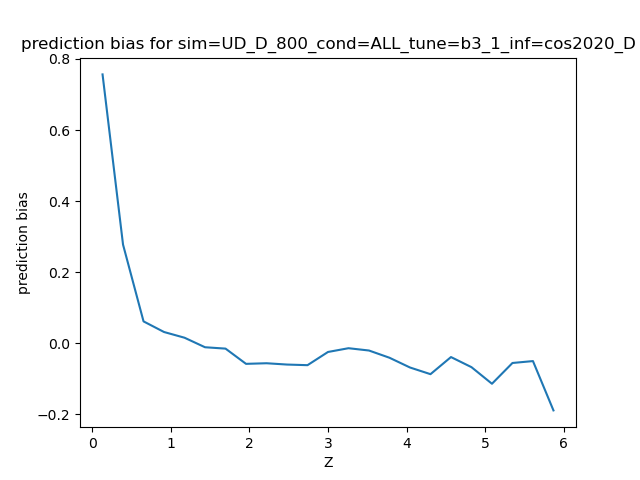 prediction bias for sim=UD_D_800_cond=ALL_tune=b3_1_inf=cos2020_D
0.8
0.6
0.4
0.2
0.0
−0.2
prediction bias
0 1 2 3 4 5 6
Z